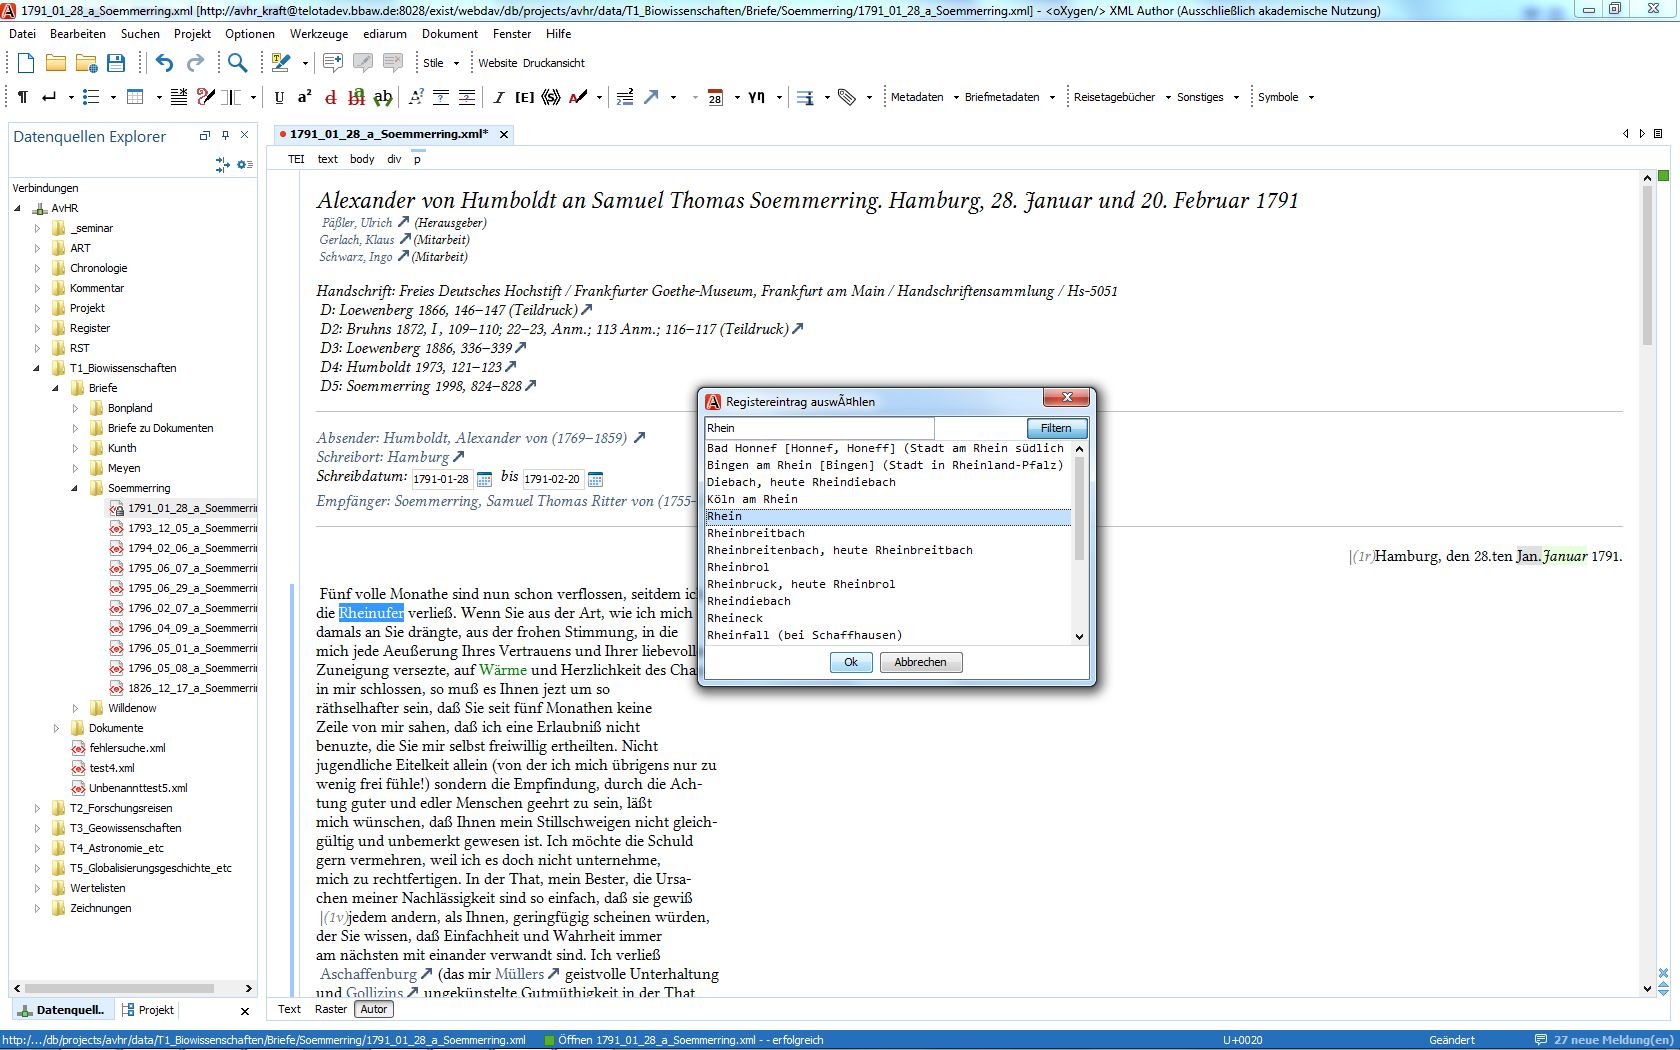 1791_01_28_a_Soemmerring.xml [http://avhr_kraft@telotadev.bbaw.de:8028/exist/webdav/db/projects/avhr/data/T1_Biowissenschaften/Briefe/Soemmerring/1791_01_28_a_Soemmerring.xml] - <oXygen/> XML Author (Ausschließlich akademische Nutzung)
Datei Bearbeiten Suchen Projekt Optionen Werkzeuge ediarum Dokument Fenster Hilfe
Stile Website Druckansicht
Metadaten Briefmetadaten Reisetagebücher Sonstiges Symbole
Datenquellen Explorer
Verbindungen
AvHR
_seminar
ART
Chronologie
Kommentar
Projekt
Register
RST
T1_Biowissenschaften
Briefe
Bonpland
Briefe zu Dokumenten
Kunth
Meyen
Soemmerring
1791_01_28_a_Soemmerrin
1793_12_05_a_Soemmerrin
1794_02_06_a_Soemmerrin
1795_06_07_a_Soemmerrin
1795_06_29_a_Soemmerrin
1796_02_07_a_Soemmerrin
1796_04_09_a_Soemmerrin
1796_05_01_a_Soemmerrin
1796_05_08_a_Soemmerrin
1826_12_17_a_Soemmerrin
Willdenow
Dokumente
fehlersuche.xml
test4.xml
Unbenannttest5.xml
T2_Forschungsreisen
T3_Geowissenschaften
T4_Astronomie_etc
T5_Globalisierungsgeschichte_etc
Wertelisten
Zeichnungen
Datenquell.. Projekt
1791_01_28_a_Soemmerring.xml*
TEI text body div p
Alexander von Humboldt an Samuel Thomas Soemmerring. Hamburg, 28. Januar und 20. Februar 1791
Päßler, Ulrich (Herausgeber)
Gerlach, Klaus (Mitarbeit)
Schwarz, Ingo (Mitarbeit)
Handschrift: Freies Deutsches Hochstift / Frankfurter Goethe-Museum, Frankfurt am Main / Handschriftensammlung / Hs-5051
D: Loewenberg 1866, 146–147 (Teildruck)
D2: Bruhns 1872, I , 109–110; 22–23, Anm.; 113 Anm.; 116–117 (Teildruck)
D3: Loewenberg 1886, 336–339
D4: Humboldt 1973, 121–123
D5: Soemmerring 1998, 824–828
Absender: Humboldt, Alexander von (1769–1859)
Schreibort: Hamburg
Schreibdatum: 1791-01-28 bis 1791-02-20
Empfänger: Soemmerring, Samuel Thomas Ritter von (1755–
|(1r)Hamburg, den 28.ten Jan.Januar 1791.
Fünf volle Monathe sind nun schon verflossen, seitdem ic
die Rheinufer verließ. Wenn Sie aus der Art, wie ich mich
damals an Sie drängte, aus der frohen Stimmung, in die
mich jede Aeußerung Ihres Vertrauens und Ihrer liebevoll
Zuneigung versezte, auf Wärme und Herzlichkeit des Cha
in mir schlossen, so muß es Ihnen jezt um so
räthselhafter sein, daß Sie seit fünf Monathen keine
Zeile von mir sahen, daß ich eine Erlaubniß nicht
benuzte, die Sie mir selbst freiwillig ertheilten. Nicht
jugendliche Eitelkeit allein (von der ich mich übrigens nur zu
wenig frei fühle!) sondern die Empfindung, durch die Ach-
tung guter und edler Menschen geehrt zu sein, läßt
mich wünschen, daß Ihnen mein Stillschweigen nicht gleich-
gültig und unbemerkt gewesen ist. Ich möchte die Schuld
gern vermehren, weil ich es doch nicht unternehme,
mich zu rechtfertigen. In der That, mein Bester, die Ursa-
chen meiner Nachlässigkeit sind so einfach, daß sie gewiß
|(1v)jedem andern, als Ihnen, geringfügig scheinen würden,
der Sie wissen, daß Einfachheit und Wahrheit immer
am nächsten mit einander verwandt sind. Ich verließ
Aschaffenburg (das mir Müllers geistvolle Unterhaltung
und Gollizins ungekünstelte Gutmüthigkeit in der That
Registereintrag auswÃ¤hlen
Rhein Filtern
Bad Honnef [Honnef, Honeff] (Stadt am Rhein südlich
Bingen am Rhein [Bingen] (Stadt in Rheinland-Pfalz)
Diebach, heute Rheindiebach
Köln am Rhein
Rhein
Rheinbreitbach
Rheinbreitenbach, heute Rheinbreitbach
Rheinbrol
Rheinbruck, heute Rheinbrol
Rheindiebach
Rheineck
Rheinfall (bei Schaffhausen)
Ok Abbrechen
Text Raster Autor
http:/.../db/projects/avhr/data/T1_Biowissenschaften/Briefe/Soemmerring/1791_01_28_a_Soemmerring.xml Öffnen 1791_01_28_a_Soemmerring.xml - - erfolgreich U+0020 Geändert 27 neue Meldung(en)